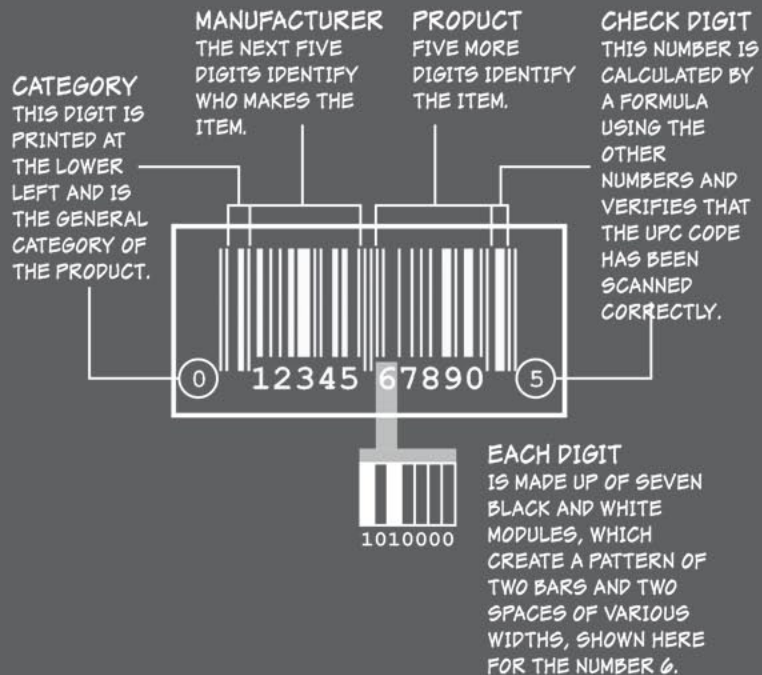 CATEGORY
THIS DIGIT IS
PRINTED AT
THE LOWER
LEFT AND IS
THE GENERAL
CATEGORY OF
THE PRODUCT.
MANUFACTURER
THE NEXT FIVE
DIGITS IDENTIFY
WHO MAKES THE
ITEM.
PRODUCT
FIVE MORE
DIGITS IDENTIFY
THE ITEM.
CHECK DIGIT
THIS NUMBER IS
CALCULATED BY
A FORMULA
USING THE
OTHER
NUMBERS AND
VERIFIES THAT
THE UPC CODE
HAS BEEN
SCANNED
CORRECTLY.
0 12345 67890 5
1010000
EACH DIGIT
IS MADE UP OF SEVEN
BLACK AND WHITE
MODULES, WHICH
CREATE A PATTERN OF
TWO BARS AND TWO
SPACES OF VARIOUS
WIDTHS, SHOWN HERE
FOR THE NUMBER 6.